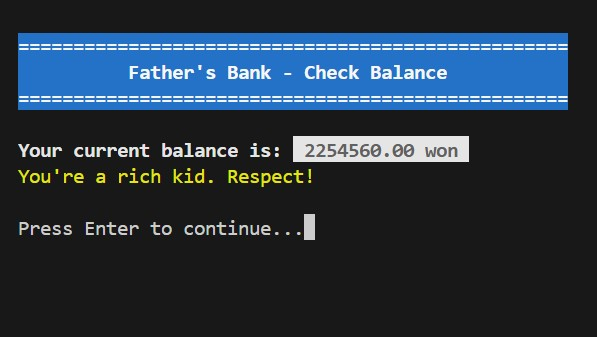 ==================================================
Father's Bank - Check Balance
==================================================
Your current balance is: 2254560.00 won
You're a rich kid. Respect!
Press Enter to continue...